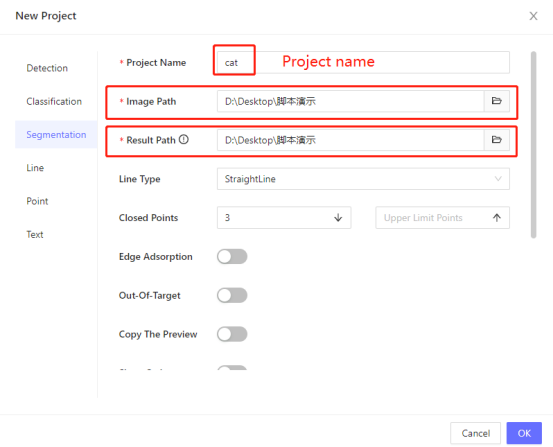 New Project
Detection
Classification
Segmentation
Line
Point
Text
* Project Name
cat
Project name
* Image Path
D:\Desktop\脚本演示
* Result Path
D:\Desktop\脚本演示
Line Type
StraightLine
Closed Points
3
Upper Limit Points
Edge Adsorption
Out-Of-Target
Copy The Preview
Cancel
OK